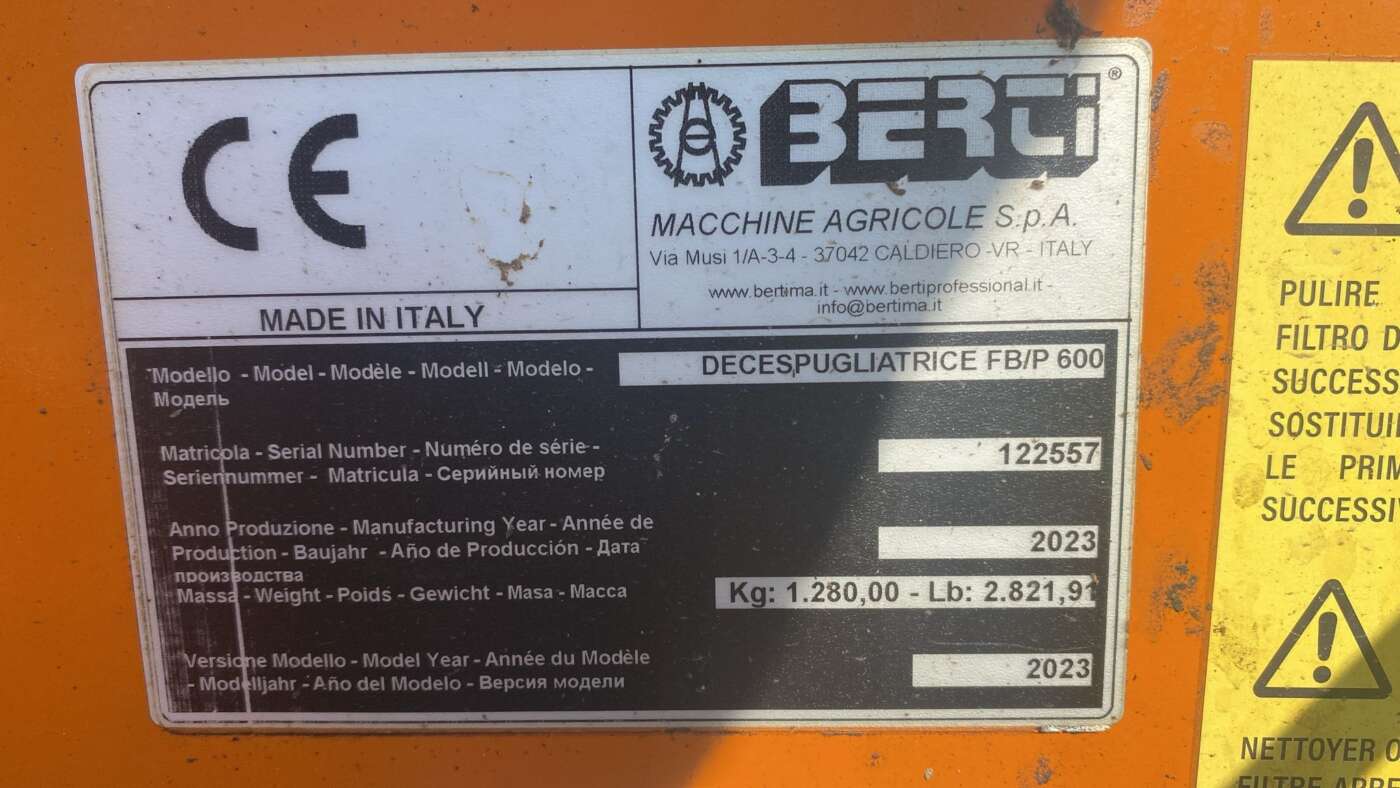 CE
BERTI®
MACCHINE AGRICOLE S.p.A.
Via Musi 1/A-3-4 - 37042 CALDIERO -VR - ITALY
www.bertima.it - www.bertiprofessional.it -
info@bertima.it
MADE IN ITALY
Modello - Model - Modèle - Modell - Modelo -
Модель
DECESPUGLIATRICE FB/P 600
Matricola - Serial Number - Numéro de série -
Seriennummer - Matricula - Серийный номер
122557
Anno Produzione - Manufacturing Year - Année de
Production - Baujahr - Año de Producción - Дата
производства
2023
Massa - Weight - Poids - Gewicht - Masa - Macca
Kg: 1.280,00 - Lb: 2.821,91
Versione Modello - Model Year - Année du Modèle
- Modelljahr - Año del Modelo - Версия модели
2023
PULIRE
FILTRO D
SUCCESS
SOSTITUI
LE PRIM
SUCCESSI
NETTOYER
FILTRE